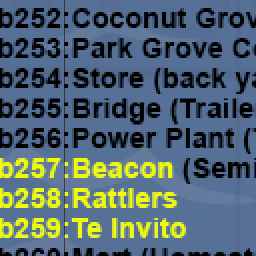 b252:Coconut Grov
b253:Park Grove Co
b254:Store (back ya
b255:Bridge (Traile
b256:Power Plant (
b257:Beacon (Semi
b258:Rattlers
b259:Te Invito